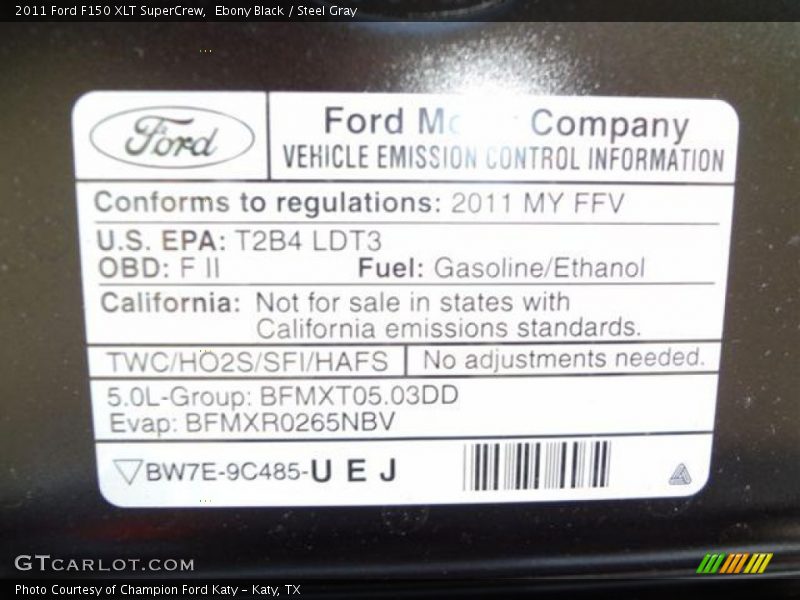 2011 Ford F150 XLT SuperCrew, Ebony Black / Steel Gray
Ford
Ford Company
VEHICLE EMISSION CONTROL INFORMATION
Conforms to regulations: 2011 MY FFV
U.S. EPA: T2B4 LDT3
OBD: F II Fuel: Gasoline/Ethanol
California: Not for sale in states with
California emissions standards.
TWC/HO2S/SFI/HAFS No adjustments needed.
5.0L-Group: BFMXT05.03DD
Evap: BFMXR0265NBV
BW7E-9C485-U E J
GTCARLOT.COM
Photo Courtesy of Champion Ford Katy – Katy, TX